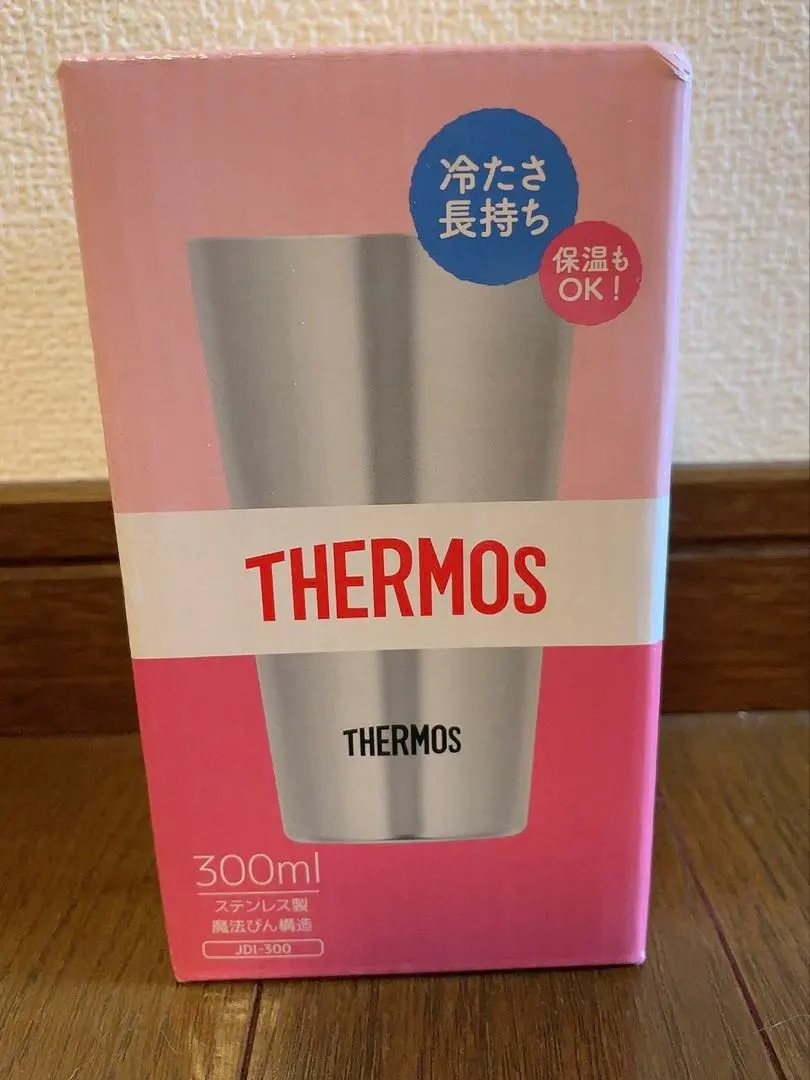 冷たさ
長持ち
保温も
OK!
THERMOS
THERMOS
300ml
ステンレス製
魔法びん構造
JDI-300